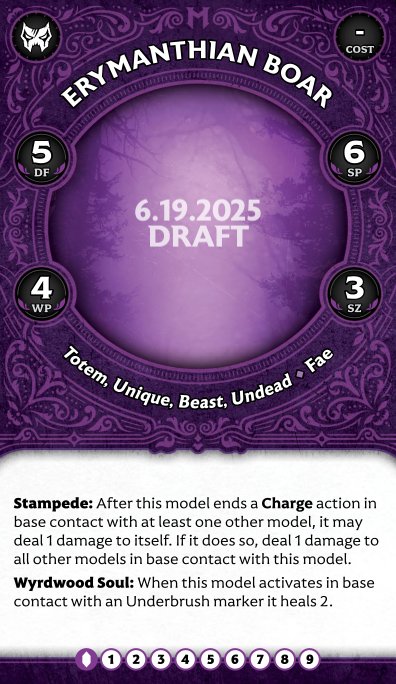 -
COST
ERYMANTHIAN BOAR
5
DF
6
SP
6.19.2025
DRAFT
4
WP
3
SZ
Totem, Unique, Beast, Undead ◆ Fae
Stampede: After this model ends a Charge action in
base contact with at least one other model, it may
deal 1 damage to itself. If it does so, deal 1 damage to
all other models in base contact with this model.
Wyrdwood Soul: When this model activates in base
contact with an Underbrush marker it heals 2.
1 2 3 4 5 6 7 8 9